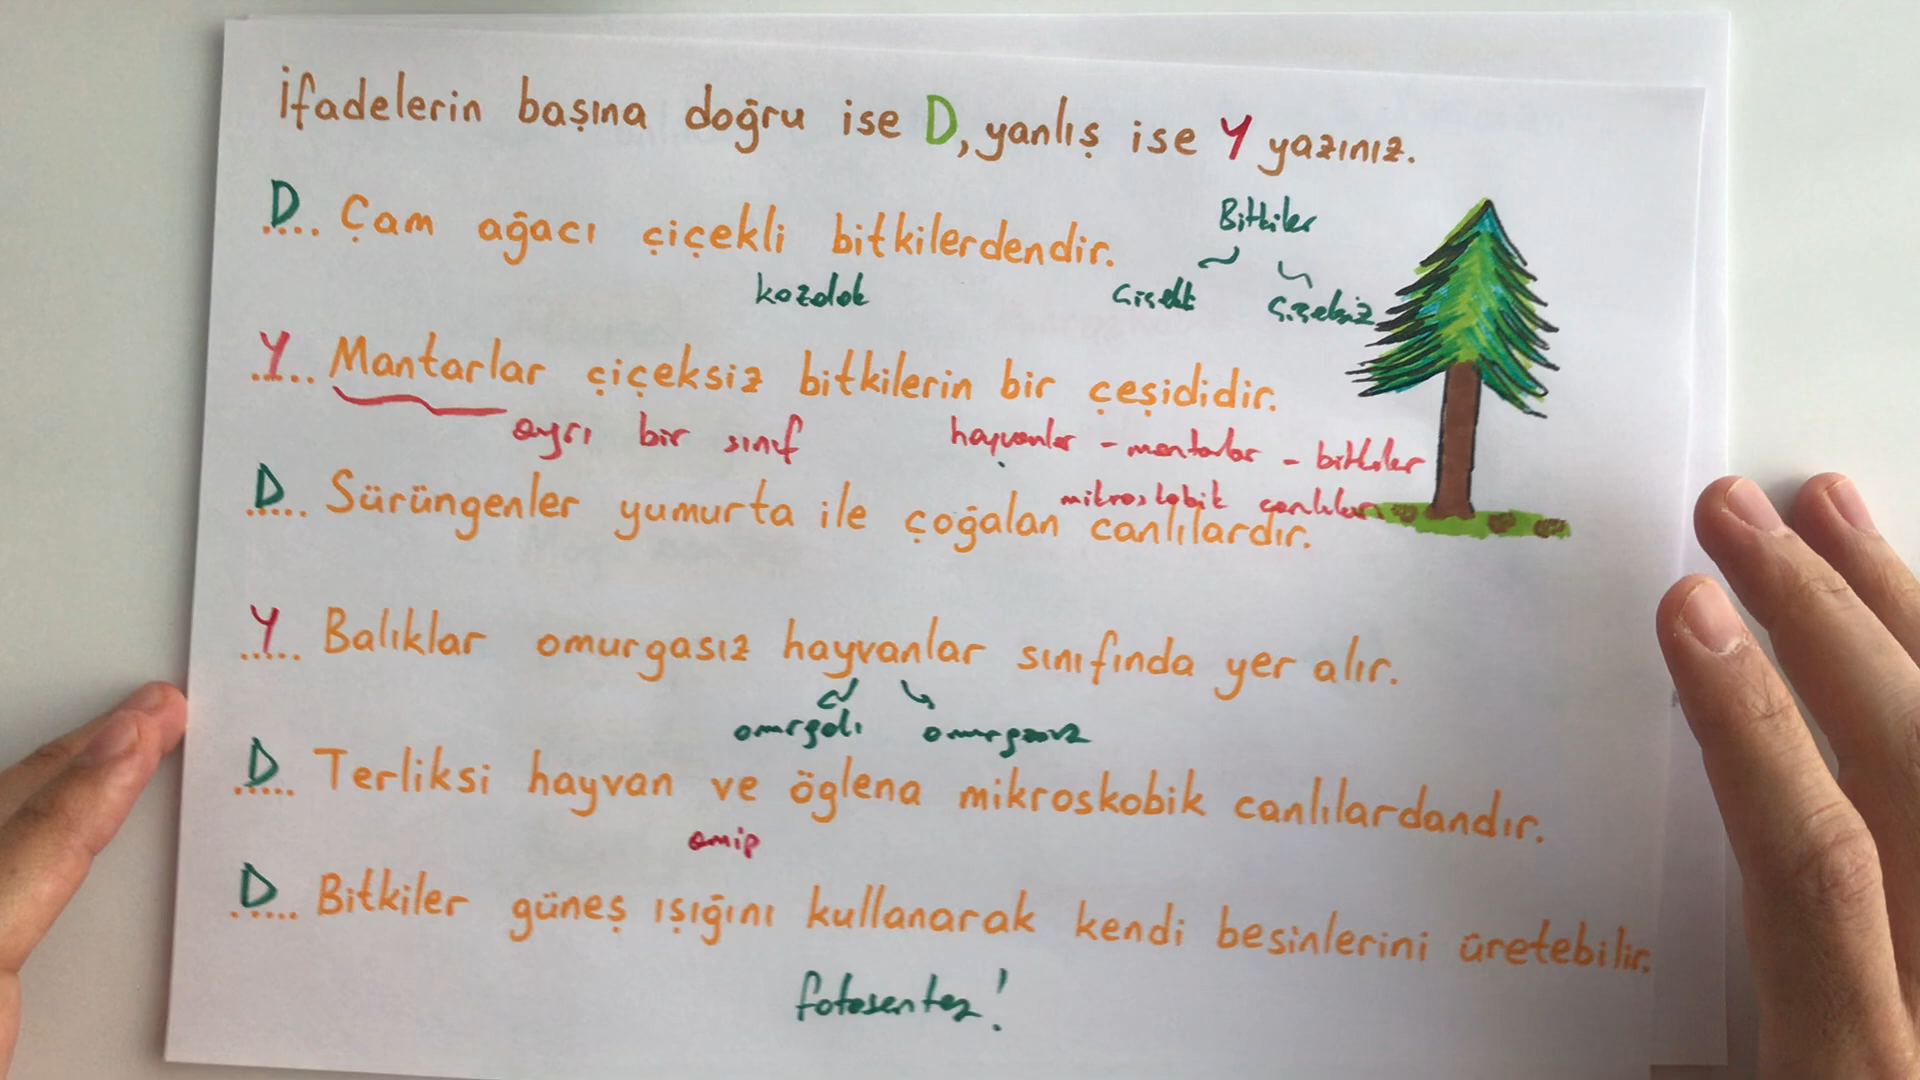 İfadelerin başına doğru ise D, yanlış ise Y yazınız.
D Çam ağacı çiçekli bitkilerdendir.
Bitkiler
kozalak
çiçekli çiçeksiz
Y Mantarlar çiçeksiz bitkilerin bir çeşididir.
ayrı bir sınıf
hayvanlar - mantarlar - bitkiler
mikroskobik canlılar
D Sürüngenler yumurta ile çoğalan canlılardır.
Y Balıklar omurgasız hayvanlar sınıfında yer alır.
omurgalı omurgasız
D Terliksi hayvan ve öglena mikroskobik canlılardandır.
amip
D Bitkiler güneş ışığını kullanarak kendi besinlerini üretebilir.
fotosentez!